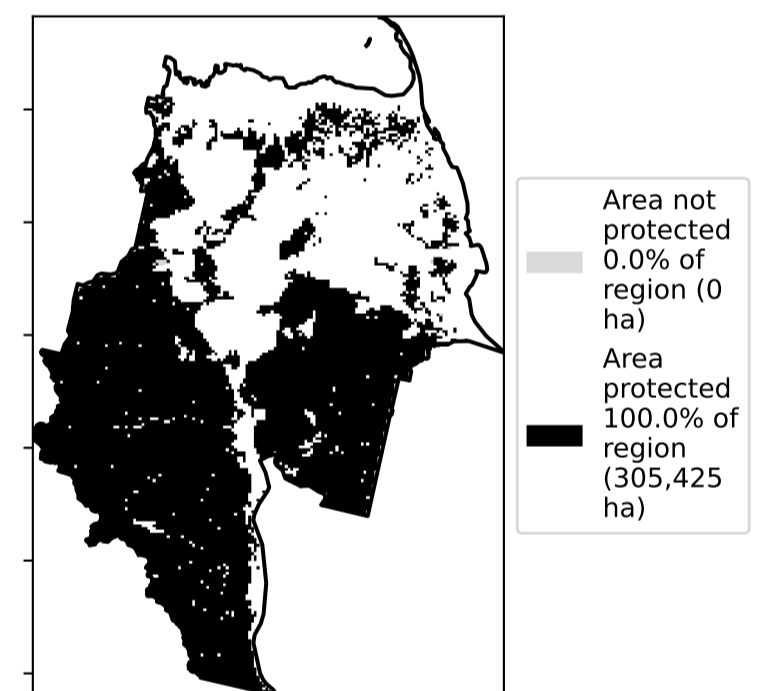 Area not
protected
0.0% of
region (0
ha)
Area
protected
100.0% of
region
(305,425
ha)